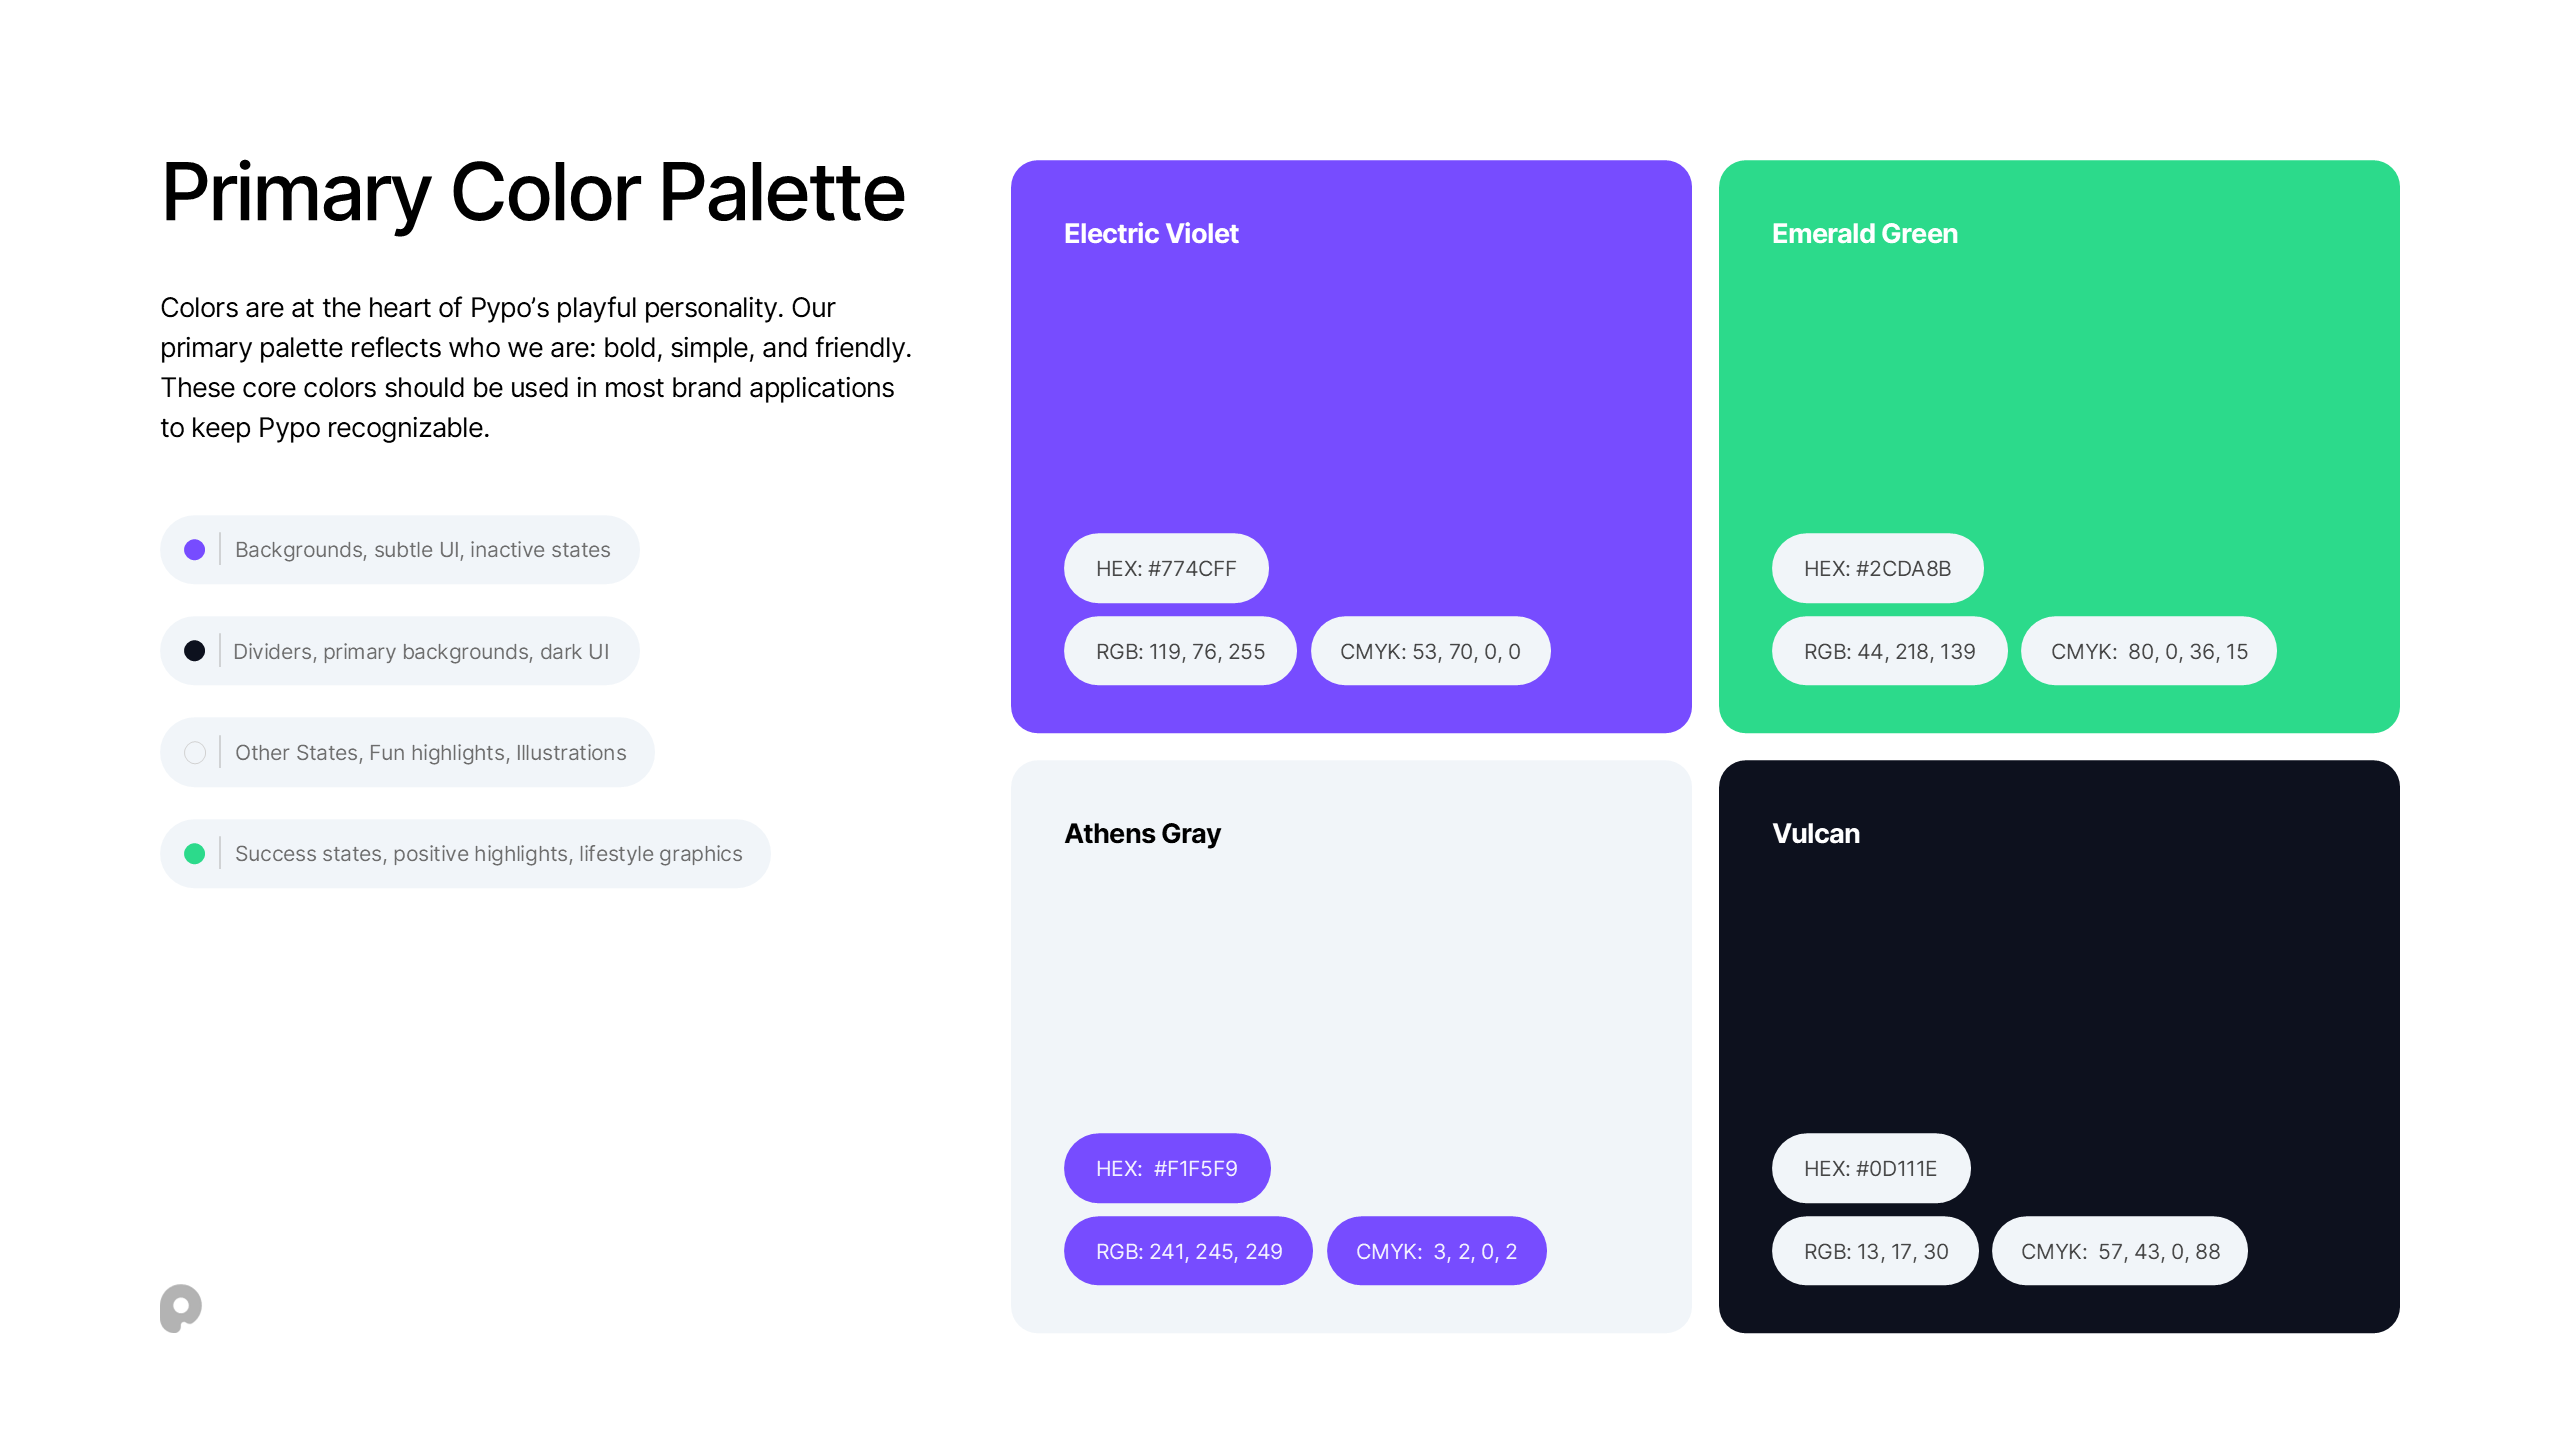 Primary Color Palette
Colors are at the heart of Pypo’s playful personality. Our
primary palette reflects who we are: bold, simple, and friendly.
These core colors should be used in most brand applications
to keep Pypo recognizable.
Backgrounds, subtle UI, inactive states
Dividers, primary backgrounds, dark UI
Other States, Fun highlights, Illustrations
Success states, positive highlights, lifestyle graphics
Electric Violet
HEX: #774CFF
RGB: 119, 76, 255
CMYK: 53, 70, 0, 0
Emerald Green
HEX: #2CDA8B
RGB: 44, 218, 139
CMYK: 80, 0, 36, 15
Athens Gray
HEX: #F1F5F9
RGB: 241, 245, 249
CMYK: 3, 2, 0, 2
Vulcan
HEX: #0D111E
RGB: 13, 17, 30
CMYK: 57, 43, 0, 88